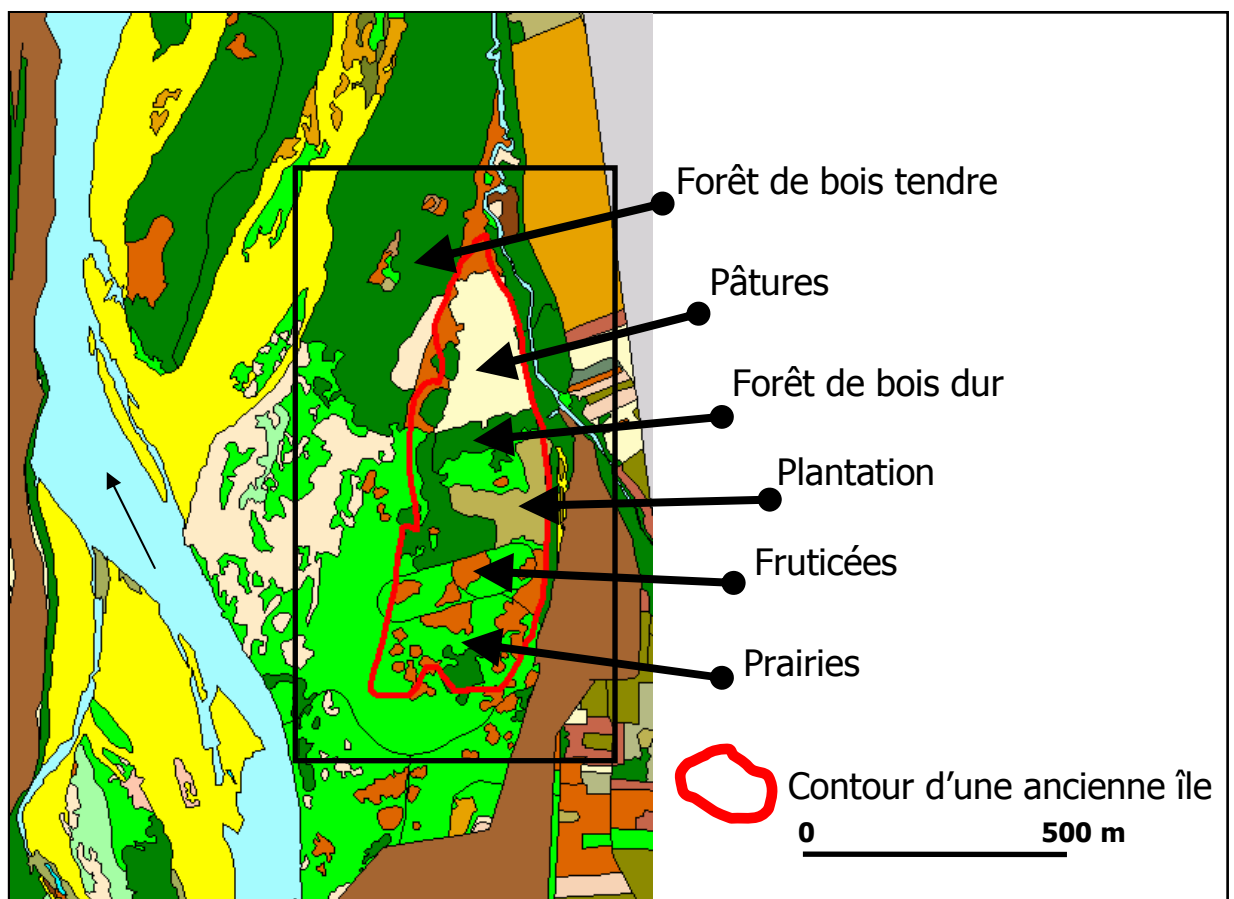 Forêt de bois tendre
Pâtures
Forêt de bois dur
Plantation
Fruticées
Prairies
Contour d’une ancienne île
0 500 m